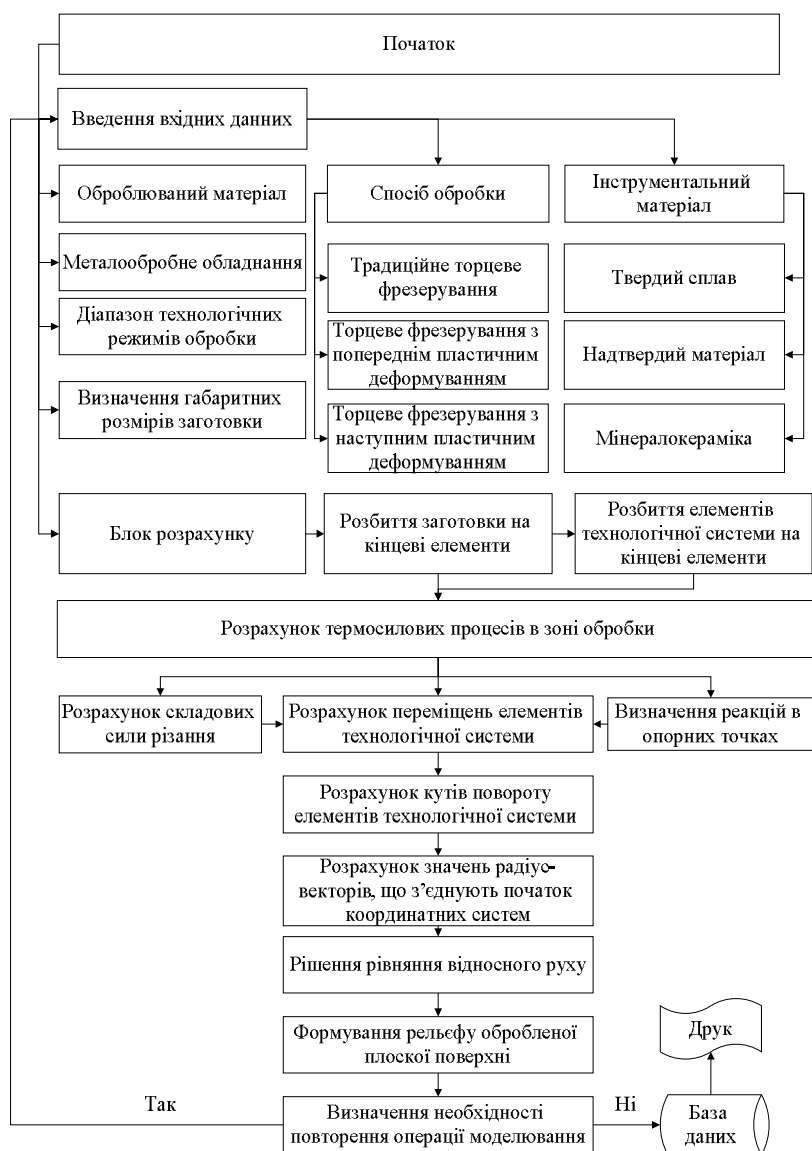 Початок
Введення вхідних данних
Оброблюваний матеріал
Спосіб обробки
Інструментальний
матеріал
Металообробне обладнання
Традиційне торцеве
фрезерування
Твердий сплав
Діапазон технологічних
режимів обробки
Торцеве фрезерування з
попереднім пластичним
деформуванням
Надтвердий матеріал
Визначення габаритних
розмірів заготовки
Торцеве фрезерування з
наступним пластичним
деформуванням
Мінералокераміка
Блок розрахунку
Розбиття заготовки на
кінцеві елементи
Розбиття елементів
технологічної системи на
кінцеві елементи
Розрахунок термосилових процесів в зоні обробки
Розрахунок складових
сили різання
Розрахунок переміщень елементів
технологічної системи
Визначення реакцій в
опорних точках
Розрахунок кутів повороту
елементів технологічної системи
Розрахунок значень радіус-
векторів, що з’єднують початок
координатних систем
Рішення рівняння відносного руху
Формування рельєфу обробленої
плоскої поверхні
Друк
Так
Визначення необхідності
повторення операції моделювання
Ні
База
даних